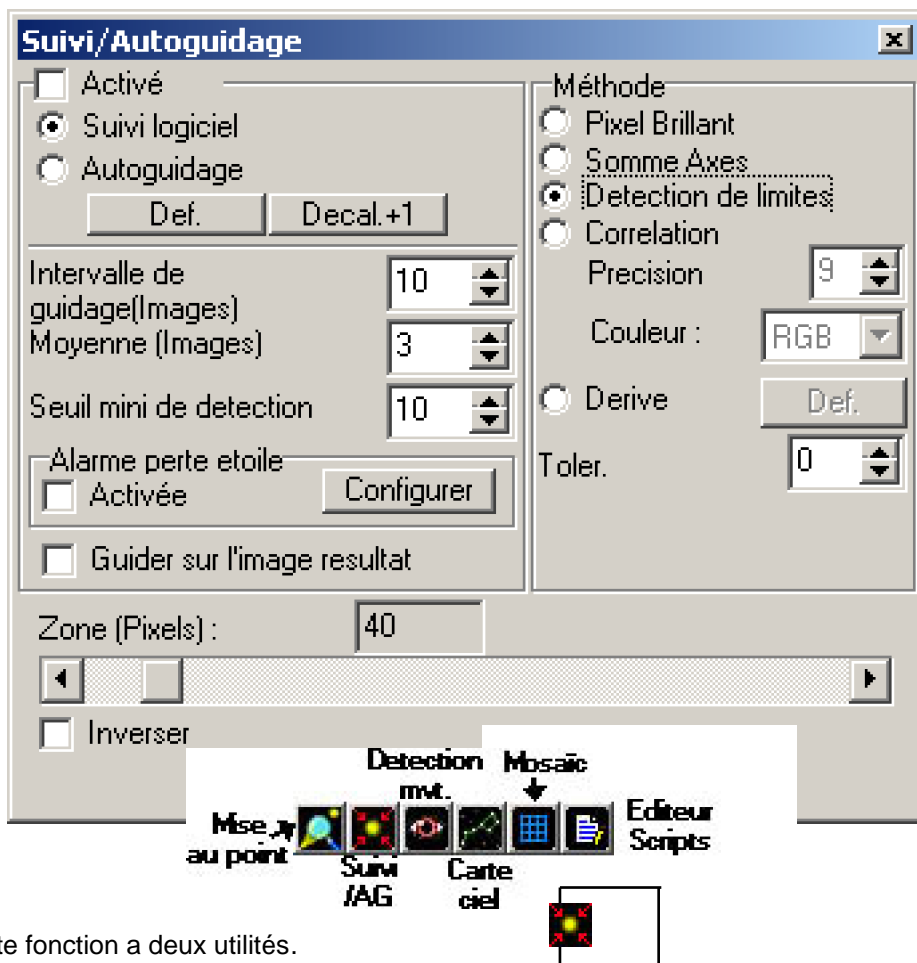 Suivi/Autoguidage
Activé
Suivi logiciel
Autoguidage
Def. Decal.+1
Intervalle de
guidage(Images) 10
Moyenne (Images) 3
Seuil mini de detection 10
Alarme perte etoile
Activée Configurer
Guider sur l'image resultat
Méthode
Pixel Brillant
Somme Axes
Detection de limites
Correlation
Precision 9
Couleur : RGB
Derive Def.
Toler. 0
Zone (Pixels) : 40
Inverser
Detection
mvt.
Mosaïc
Mise
au point
Suivi
/AG
Carte
ciel
Editeur
Scripts
te fonction a deux utilités.